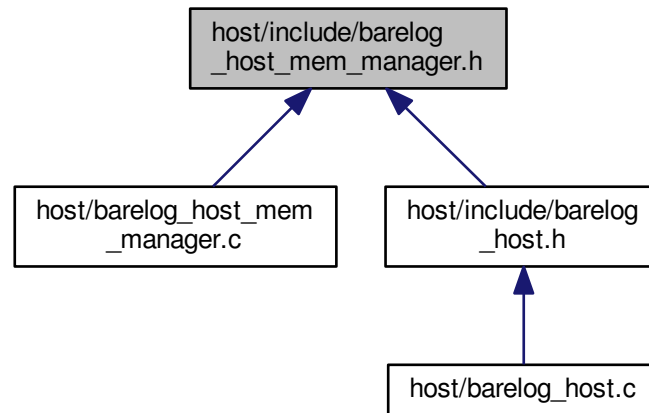 host/include/barelog
_host_mem_manager.h
host/barelog_host_mem
_manager.c
host/include/barelog
_host.h
host/barelog_host.c